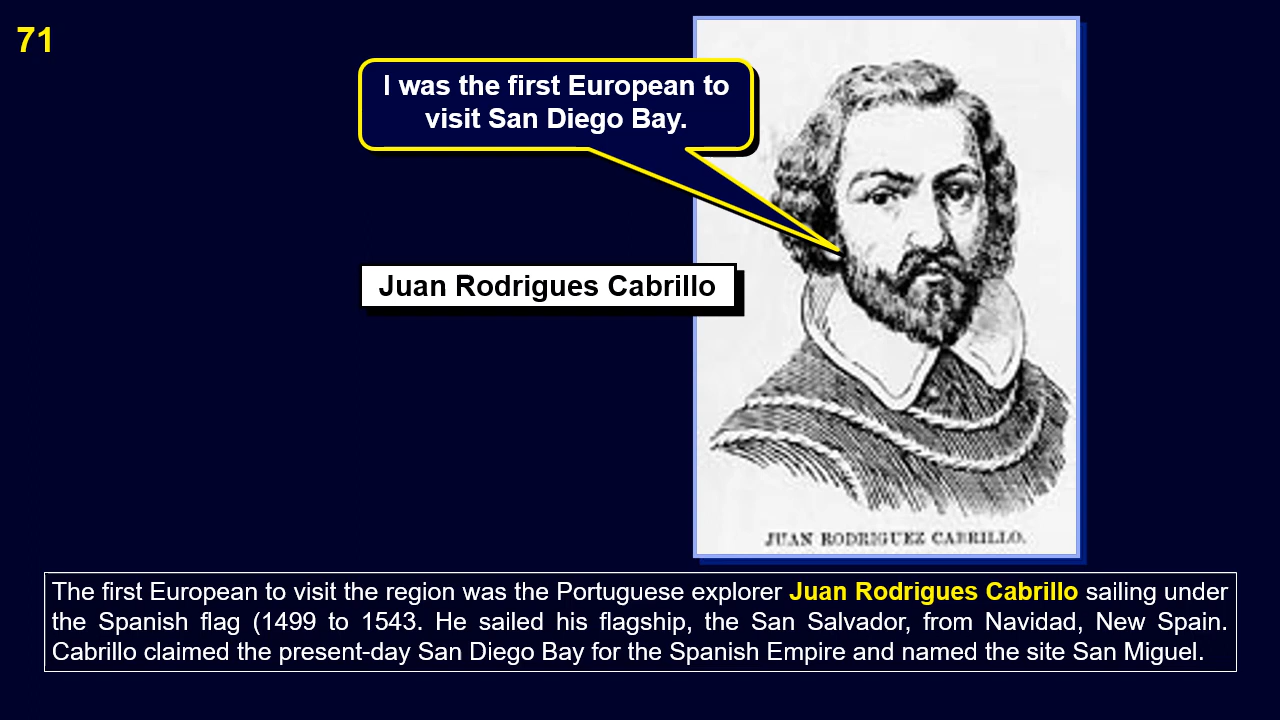 71
I was the first European to
visit San Diego Bay.
Juan Rodrigues Cabrillo
JUAN RODRIGUEZ CABRILLO.
The first European to visit the region was the Portuguese explorer Juan Rodrigues Cabrillo sailing under
the Spanish flag (1499 to 1543. He sailed his flagship, the San Salvador, from Navidad, New Spain.
Cabrillo claimed the present-day San Diego Bay for the Spanish Empire and named the site San Miguel.